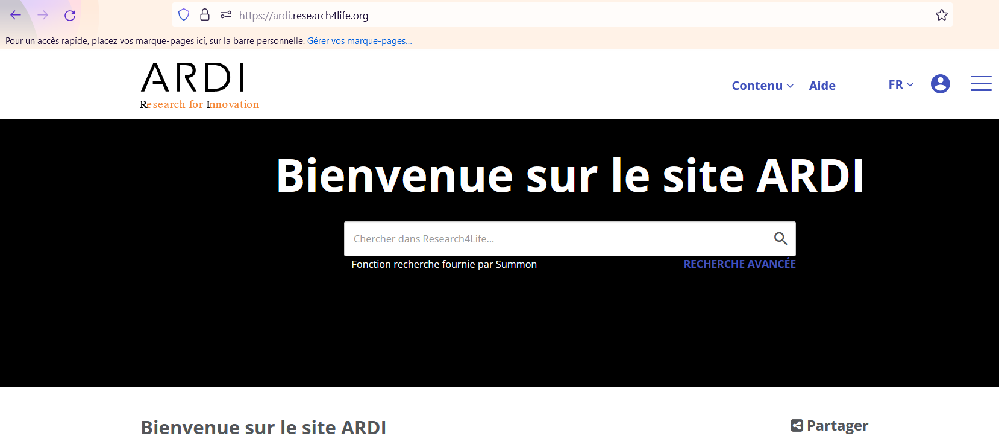 https://ardi.research4life.org
Pour un accès rapide, placez vos marque-pages ici, sur la barre personnelle. Gérer vos marque-pages...
ARDI
Research for Innovation
Contenu Aide FR
Bienvenue sur le site ARDI
Chercher dans Research4Life...
Fonction recherche fournie par Summon RECHERCHE AVANCÉE
Bienvenue sur le site ARDI Partager